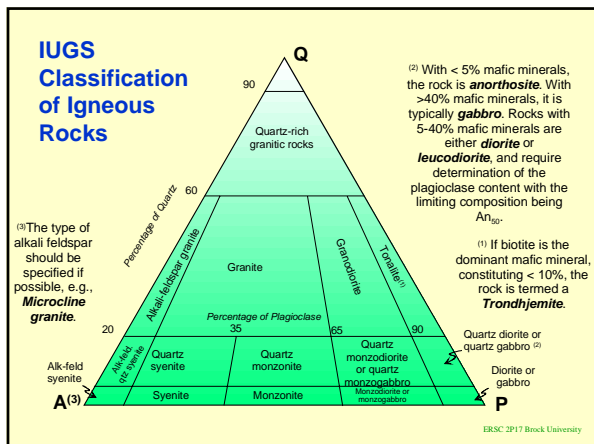 IUGS
Classification
of Igneous
Rocks
Q
90
(2) With < 5% mafic minerals,
the rock is anorthosite. With
>40% mafic minerals, it is
typically gabbro. Rocks with
5-40% mafic minerals are
either diorite or
leucodiorite, and require
determination of the
plagioclase content with the
limiting composition being
An50.
Quartz-rich
granitic rocks
60
Percentage of Quartz
(3)The type of
alkali feldspar
should be
specified if
possible, e.g.,
Microcline
granite.
Alkali-feldspar granite
Granite
Granodiorite
Tonalite(1)
(1) If biotite is the
dominant mafic mineral,
constituting < 10%, the
rock is termed a
Trondhjemite.
Percentage of Plagioclase
20
35
65
90
Alk-feld.
qtz syenite
Quartz
syenite
Quartz
monzonite
Quartz
monzodiorite
or quartz
monzogabbro
Quartz diorite or
quartz gabbro (2)
Alk-feld
syenite
Diorite or
gabbro
A(3)
Syenite
Monzonite
Monzodiorite or
monzogabbro
P
ERSC 2P17 Brock University